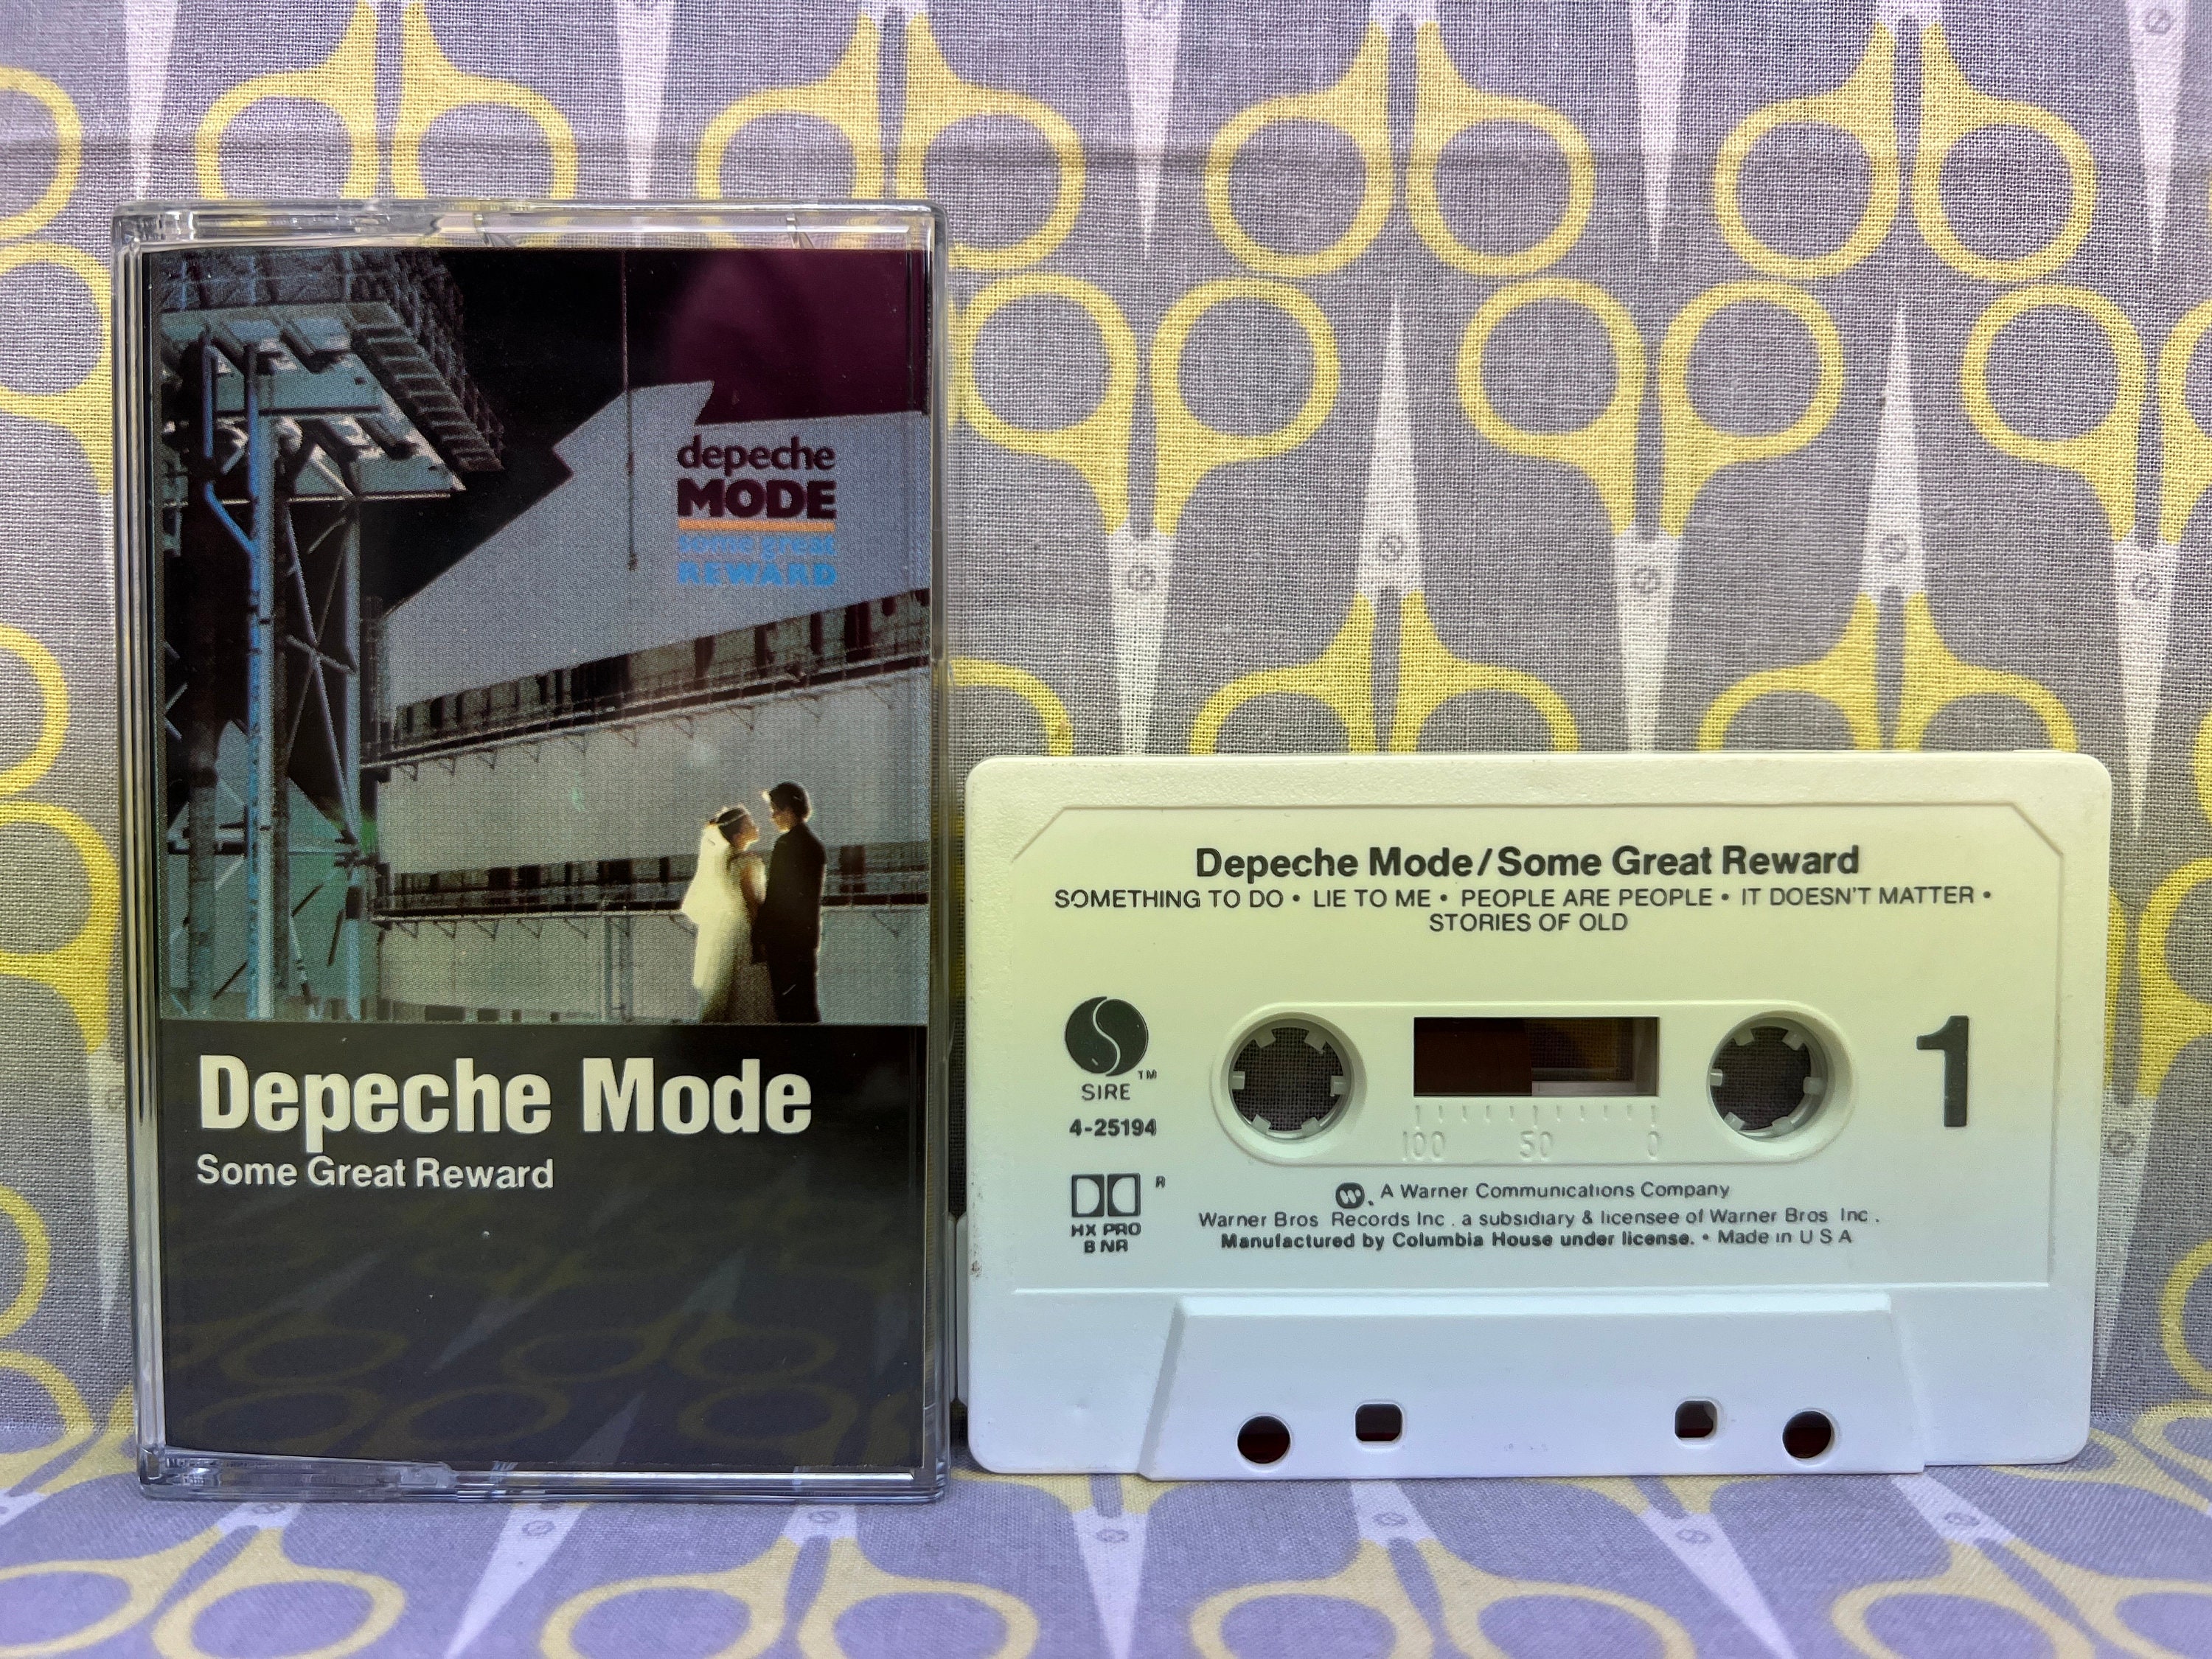 depeche
MODE
some great
REWARD
Depeche Mode
Some Great Reward
Depeche Mode/Some Great Reward
SOMETHING TO DO • LIE TO ME • PEOPLE ARE PEOPLE • IT DOESN'T MATTER •
STORIES OF OLD
SIRE ™
4-25194
1
100 50 0
HX PRO
B NR
R
W. A Warner Communications Company
Warner Bros Records Inc. a subsidiary & licensee of Warner Bros Inc.
Manufactured by Columbia House under license. • Made in U S A